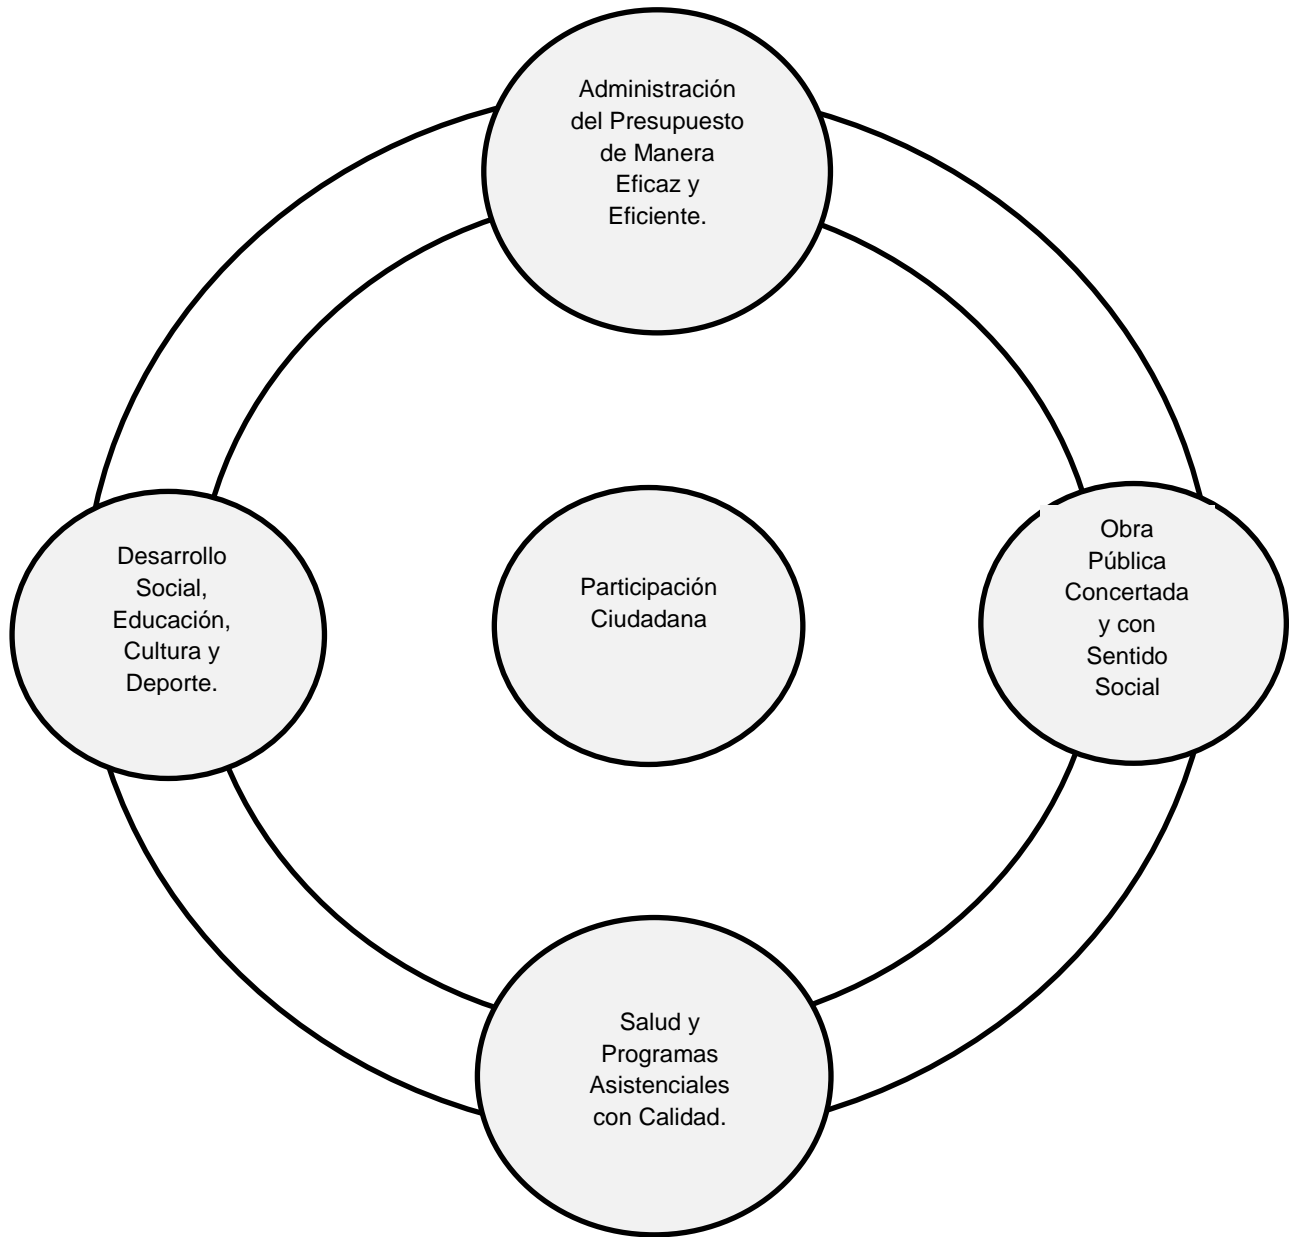 Administración
del Presupuesto
de Manera
Eficaz y
Eficiente.
Desarrollo
Social,
Educación,
Cultura y
Deporte.
Participación
Ciudadana
Obra
Pública
Concertada
y con
Sentido
Social
Salud y
Programas
Asistenciales
con Calidad.